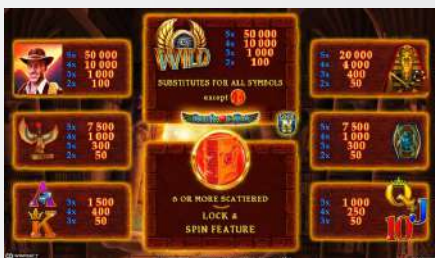 5x 50 000
4x 10 000
3x 1 000
2x 100
WILD
5x 50 000
4x 10 000
3x 1 000
2x 100
SUBSTITUTES FOR ALL SYMBOLS
except
5x 20 000
4x 4 000
3x 400
2x 50
5x 7 500
4x 1 000
3x 300
2x 50
5x 7 500
4x 1 000
3x 300
2x 50
6 OR MORE SCATTERED
LOCK &
SPIN FEATURE
A
K
5x 1 500
4x 400
3x 50
5x 1 000
4x 250
3x 50
Q
J
10